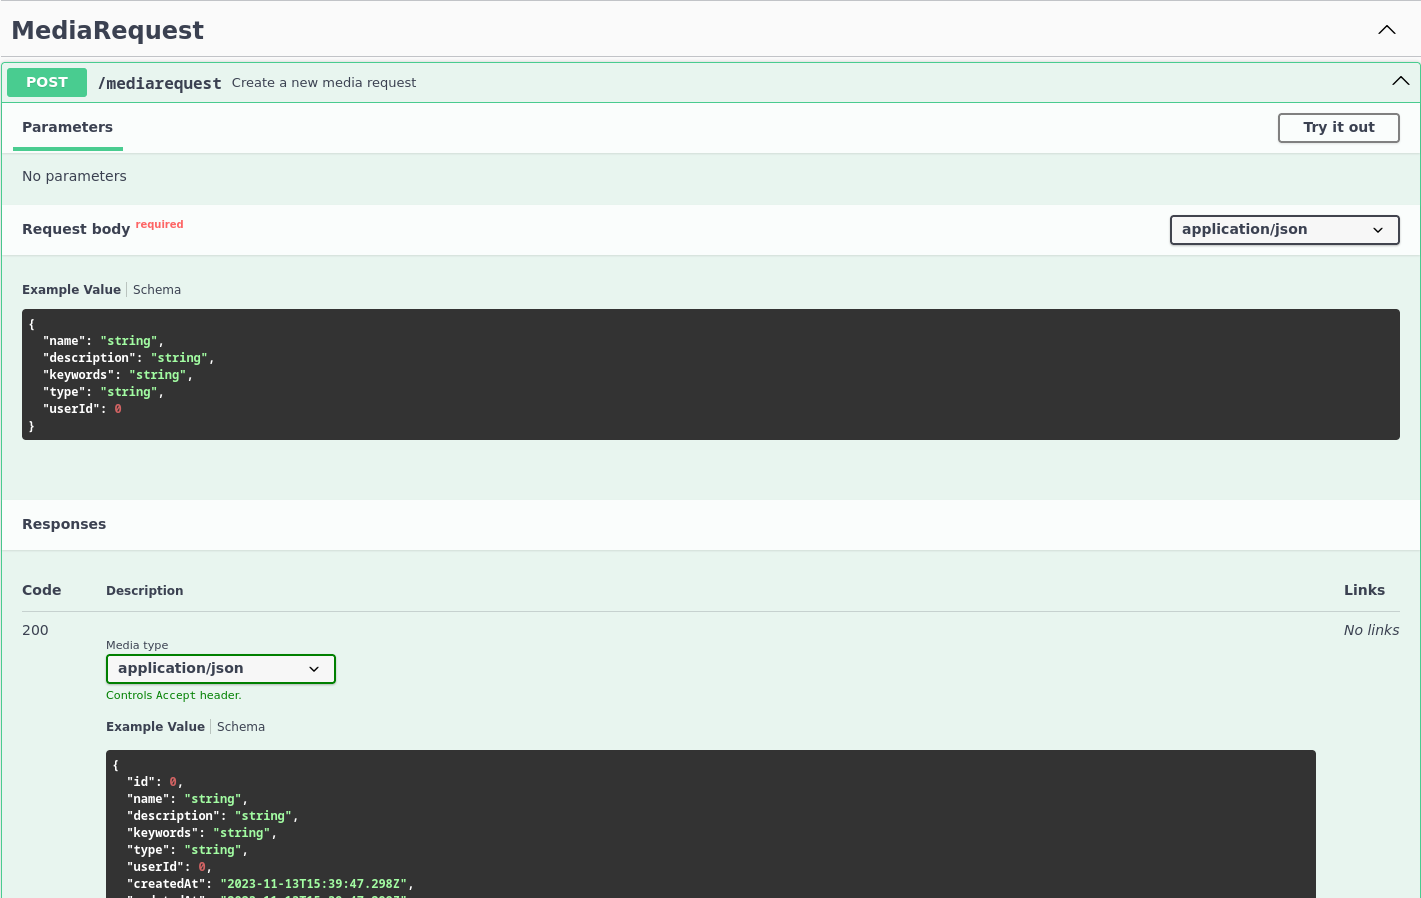 MediaRequest
POST /mediarequest Create a new media request
Parameters Try it out
No parameters
Request body required application/json
Example Value Schema
{
"name": "string",
"description": "string",
"keywords": "string",
"type": "string",
"userId": 0
}
Responses
Code Description Links
200 No links
Media type
application/json
Controls Accept header.
Example Value Schema
{
"id": 0,
"name": "string",
"description": "string",
"keywords": "string",
"type": "string",
"userId": 0,
"createdAt": "2023-11-13T15:39:47.298Z",